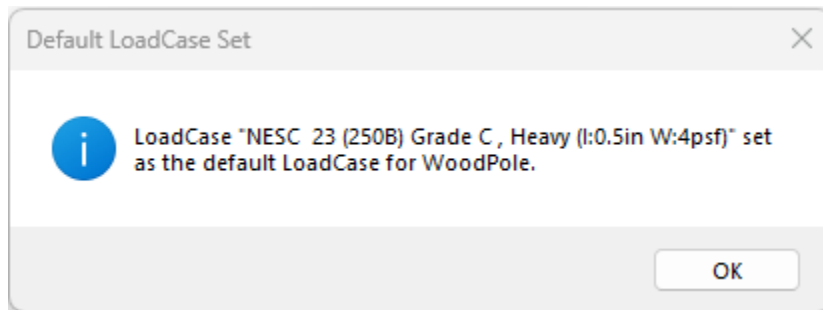 Default LoadCase Set
LoadCase "NESC  23 (250B) Grade C , Heavy (I:0.5in W:4psf)" set
as the default LoadCase for WoodPole.
OK